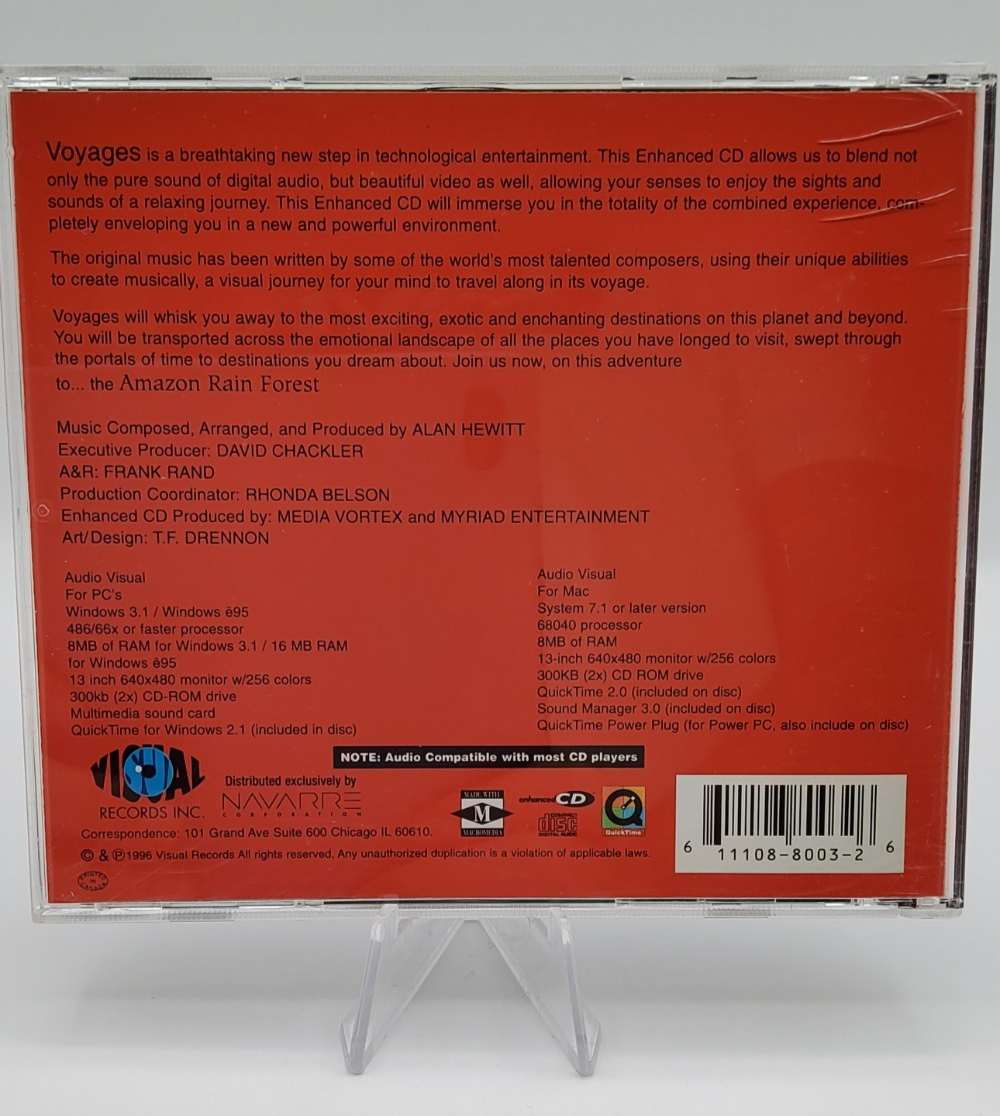 Voyages is a breathtaking new step in technological entertainment. This Enhanced CD allows us to blend not
only the pure sound of digital audio, but beautiful video as well, allowing your senses to enjoy the sights and
sounds of a relaxing journey. This Enhanced CD will immerse you in the totality of the combined experience, com-
pletely enveloping you in a new and powerful environment.
The original music has been written by some of the world's most talented composers, using their unique abilities
to create musically, a visual journey for your mind to travel along in its voyage.
Voyages will whisk you away to the most exciting, exotic and enchanting destinations on this planet and beyond.
You will be transported across the emotional landscape of all the places you have longed to visit, swept through
the portals of time to destinations you dream about. Join us now, on this adventure
to... the Amazon Rain Forest
Music Composed, Arranged, and Produced by ALAN HEWITT
Executive Producer: DAVID CHACKLER
A&R: FRANK RAND
Production Coordinator: RHONDA BELSON
Enhanced CD Produced by: MEDIA VORTEX and MYRIAD ENTERTAINMENT
Art/Design: T.F. DRENNON
Audio Visual
For PC's
Windows 3.1 / Windows ë95
486/66x or faster processor
8MB of RAM for Windows 3.1 / 16 MB RAM
for Windows ë95
13 inch 640x480 monitor w/256 colors
300kb (2x) CD-ROM drive
Multimedia sound card
QuickTime for Windows 2.1 (included in disc)
Audio Visual
For Mac
System 7.1 or later version
68040 processor
8MB of RAM
13-inch 640x480 monitor w/256 colors
300KB (2x) CD ROM drive
QuickTime 2.0 (included on disc)
Sound Manager 3.0 (included on disc)
QuickTime Power Plug (for Power PC, also include on disc)
NOTE: Audio Compatible with most CD players
VISUAL
RECORDS INC.
Distributed exclusively by
NAVARRE
CORPORATION
MADE WITH
M
MACROMEDIA
enhanced CD
COMPACT
disc
DIGITAL AUDIO
QuickTime™
Correspondence: 101 Grand Ave Suite 600 Chicago IL 60610.
© & ℗1996 Visual Records All rights reserved, Any unauthorized duplication is a violation of applicable laws.
6 11108-8003-2 6
PRINTED
IN
CANADA